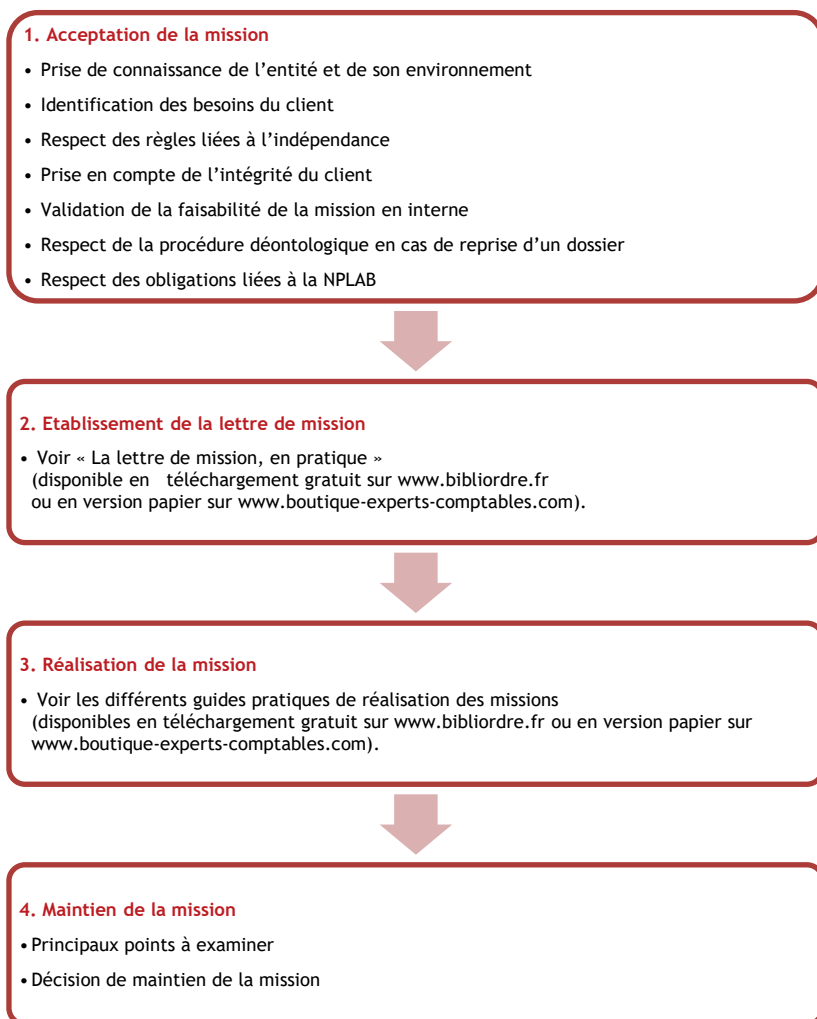 1. Acceptation de la mission
• Prise de connaissance de l’entité et de son environnement
• Identification des besoins du client
• Respect des règles liées à l’indépendance
• Prise en compte de l’intégrité du client
• Validation de la faisabilité de la mission en interne
• Respect de la procédure déontologique en cas de reprise d’un dossier
• Respect des obligations liées à la NPLAB
2. Etablissement de la lettre de mission
• Voir « La lettre de mission, en pratique »
(disponible en téléchargement gratuit sur www.bibliordre.fr
ou en version papier sur www.boutique-experts-comptables.com).
3. Réalisation de la mission
• Voir les différents guides pratiques de réalisation des missions
(disponibles en téléchargement gratuit sur www.bibliordre.fr ou en version papier sur
www.boutique-experts-comptables.com).
4. Maintien de la mission
• Principaux points à examiner
• Décision de maintien de la mission